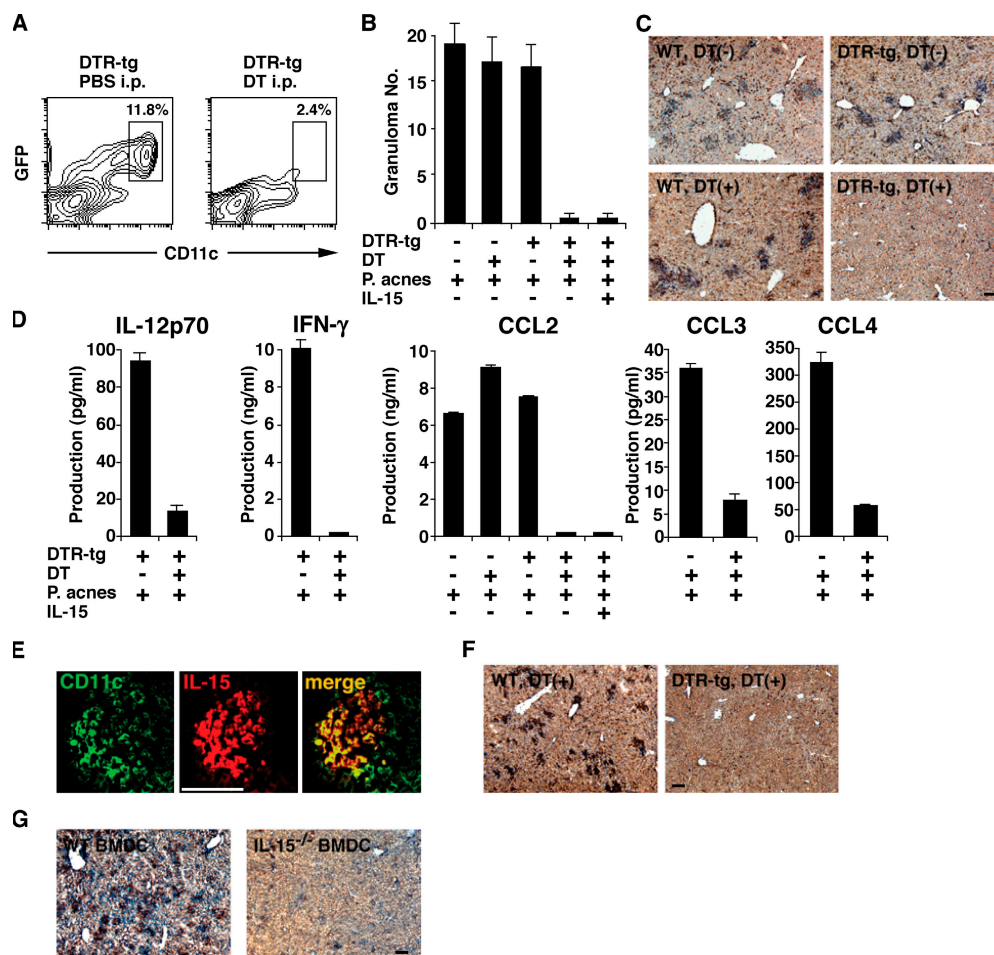 A
DTR-tg PBS i.p.
DTR-tg DT i.p.
11.8%
2.4%
GFP
CD11c
B
Granuloma No.
20
15
10
5
0
DTR-tg - - + + +
DT - + - + +
P. acnes + + + + +
IL-15 - - - - +
C
WT, DT(-)
DTR-tg, DT(-)
WT, DT(+)
DTR-tg, DT(+)
D
IL-12p70
Production (pg/ml)
100
80
60
40
20
0
IFN-γ
Production (ng/ml)
10
8
6
4
2
0
CCL2
Production (ng/ml)
10
8
6
4
2
0
CCL3
Production (pg/ml)
40
35
30
25
20
15
10
5
0
CCL4
350
300
250
200
150
100
50
0
DTR-tg + + + + - - + + + - + - +
DT - + - + - + - + + + + + +
P. acnes + + + + + + + + + + + + +
IL-15 - - - - +
E
CD11c
IL-15
merge
F
WT, DT(+)
DTR-tg, DT(+)
G
WT BMDC
IL-15-/- BMDC